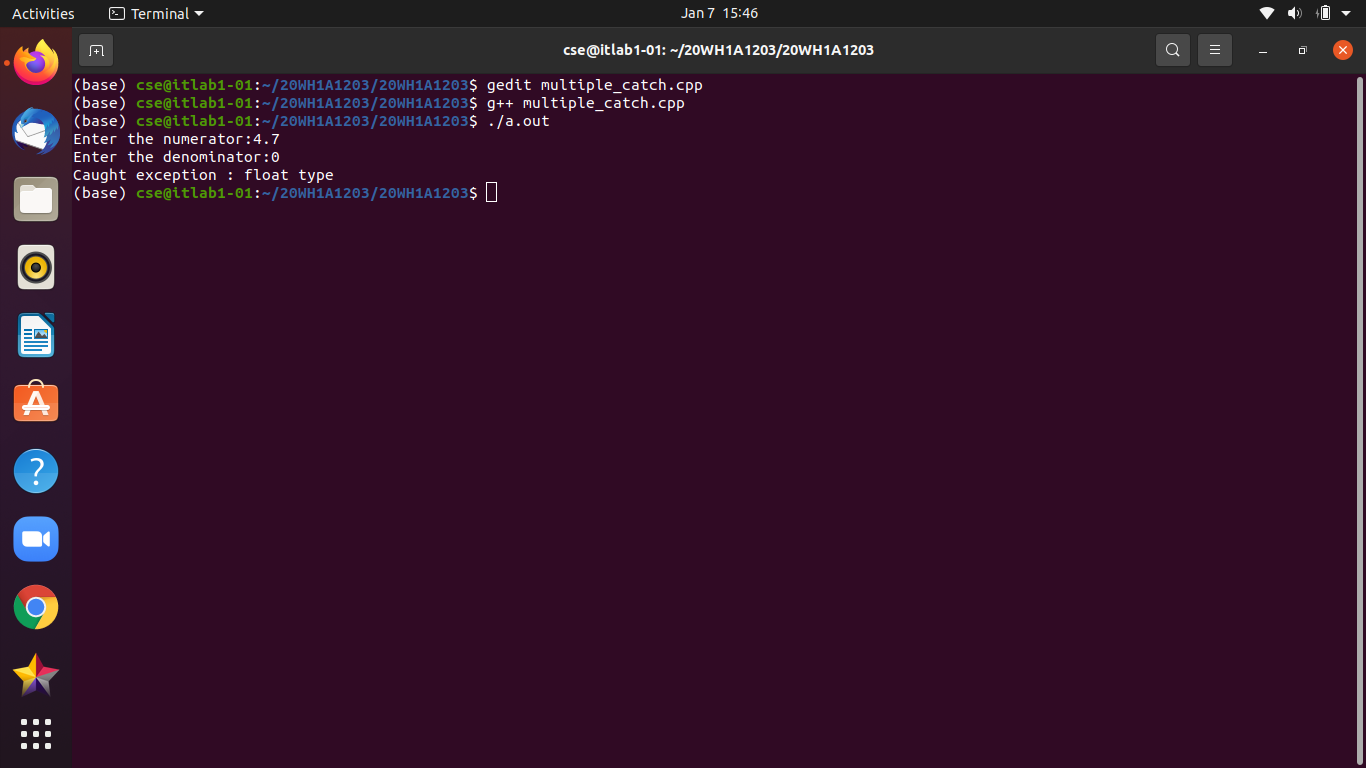 Activities Terminal Jan 7 15:46
cse@itlab1-01: ~/20WH1A1203/20WH1A1203
(base) cse@itlab1-01:~/20WH1A1203/20WH1A1203$ gedit multiple_catch.cpp
(base) cse@itlab1-01:~/20WH1A1203/20WH1A1203$ g++ multiple_catch.cpp
(base) cse@itlab1-01:~/20WH1A1203/20WH1A1203$ ./a.out
Enter the numerator:4.7
Enter the denominator:0
Caught exception : float type
(base) cse@itlab1-01:~/20WH1A1203/20WH1A1203$